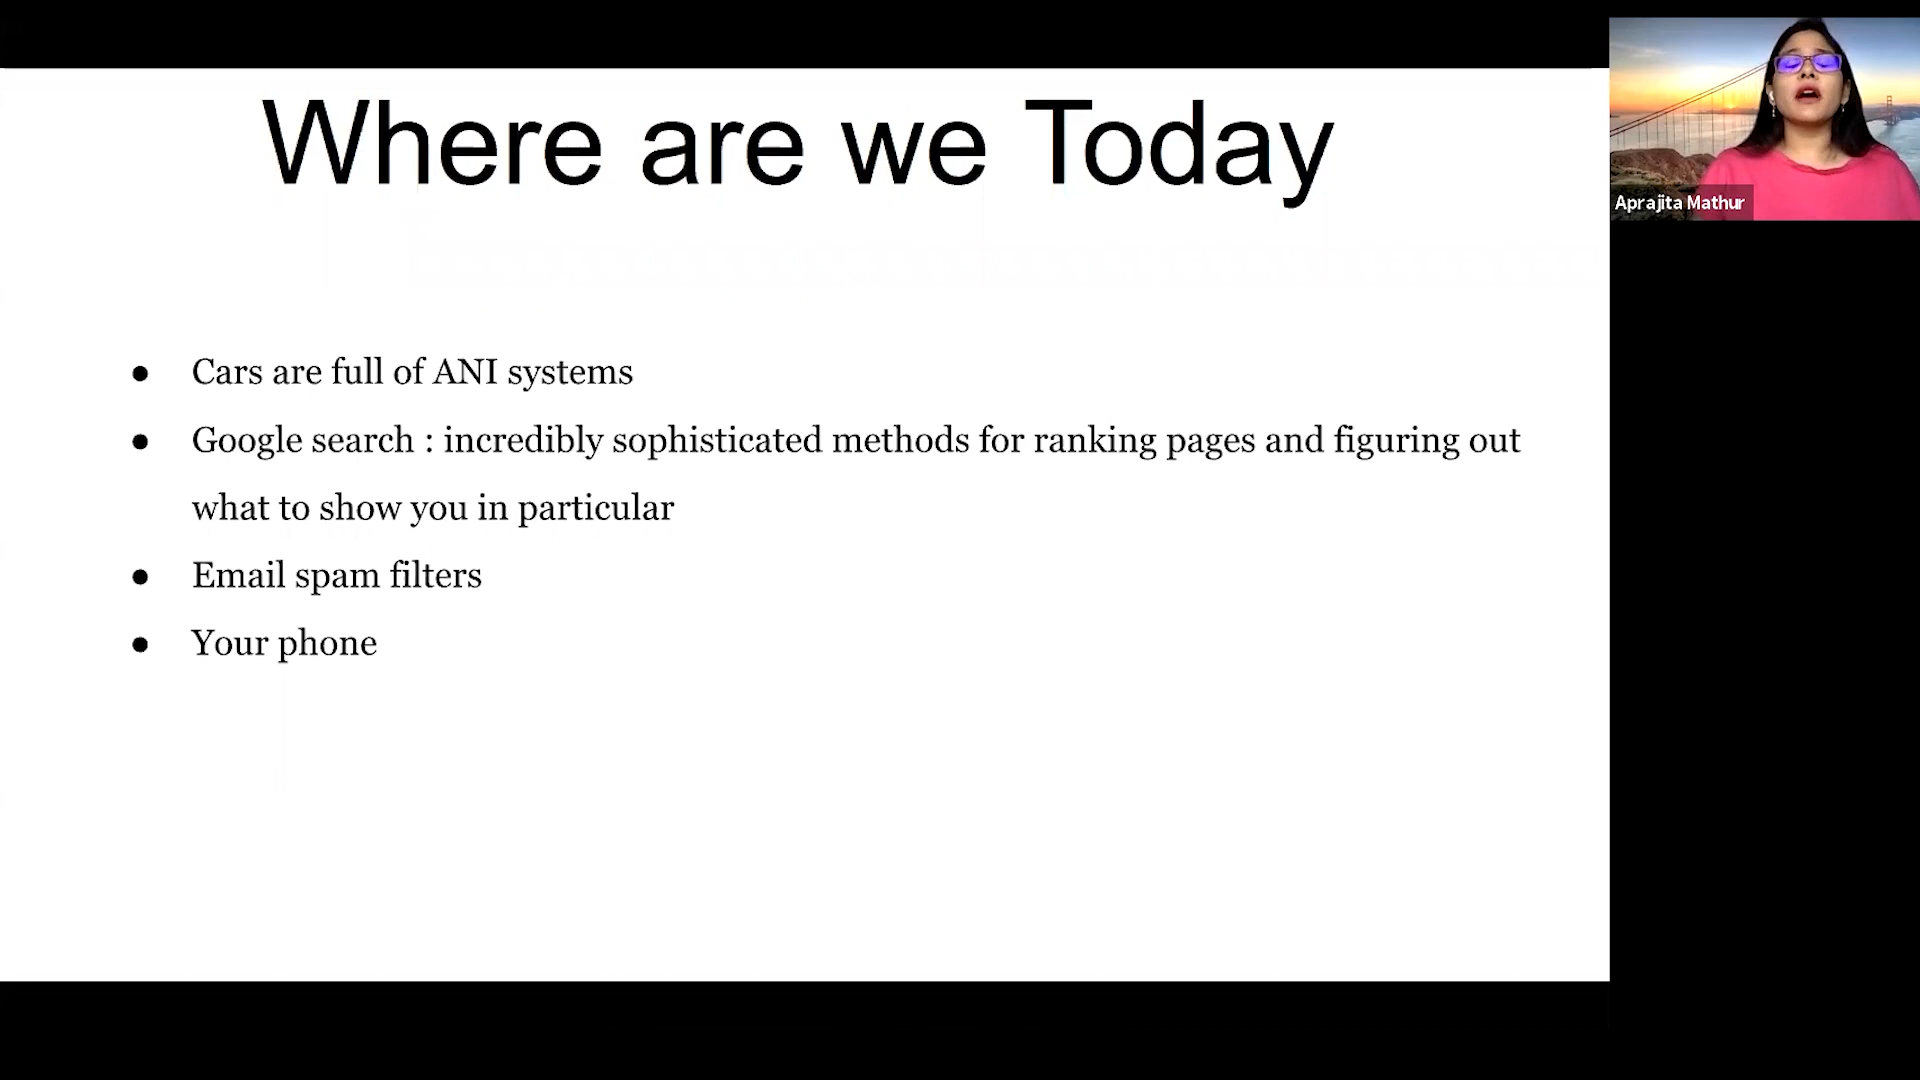 Where are we Today
● Cars are full of ANI systems
● Google search : incredibly sophisticated methods for ranking pages and figuring out
what to show you in particular
● Email spam filters
● Your phone
Aprajita Mathur